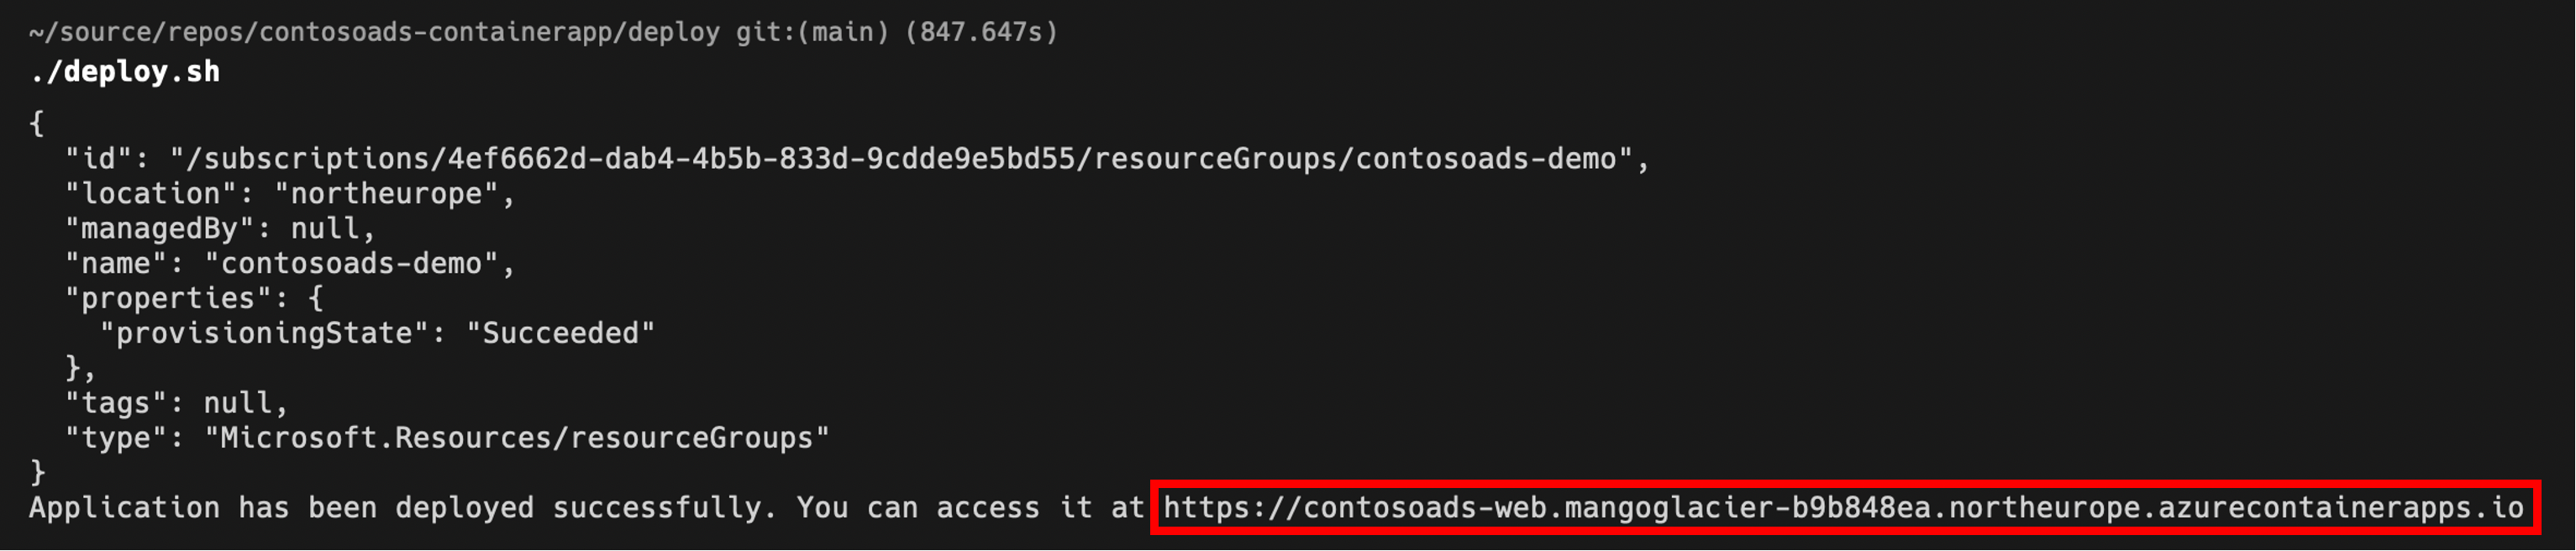 ~/source/repos/contosoads-containerapp/deploy git:(main) (847.647s)
./deploy.sh
{
  "id": "/subscriptions/4ef6662d-dab4-4b5b-833d-9cdde9e5bd55/resourceGroups/contosoads-demo",
  "location": "northeurope",
  "managedBy": null,
  "name": "contosoads-demo",
  "properties": {
    "provisioningState": "Succeeded"
  },
  "tags": null,
  "type": "Microsoft.Resources/resourceGroups"
}
Application has been deployed successfully. You can access it at https://contosoads-web.mangoglacier-b9b848ea.northeurope.azurecontainerapps.io